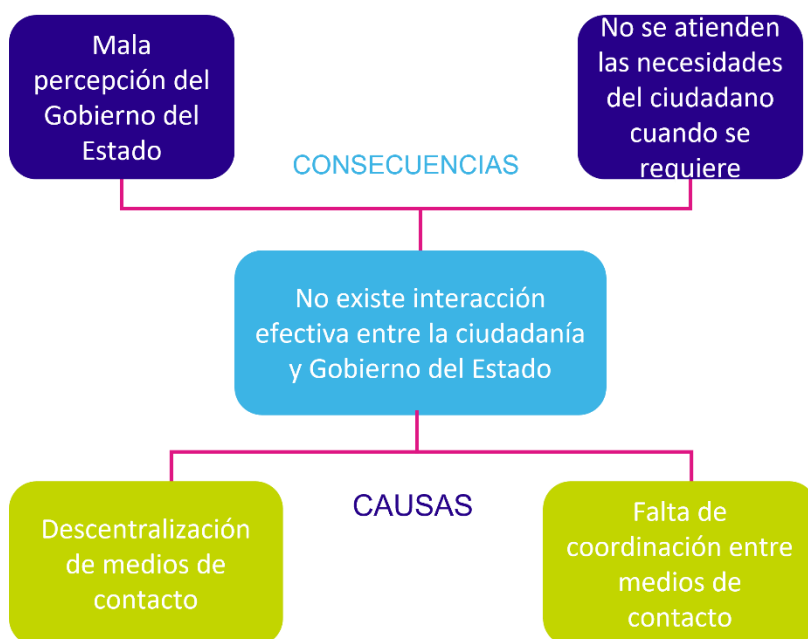 Mala
percepción del
Gobierno del
Estado
No se atienden
las necesidades
del ciudadano
cuando se
requiere
CONSECUENCIAS
No existe interacción
efectiva entre la ciudadanía
y Gobierno del Estado
CAUSAS
Descentralización
de medios de
contacto
Falta de
coordinación entre
medios de
contacto